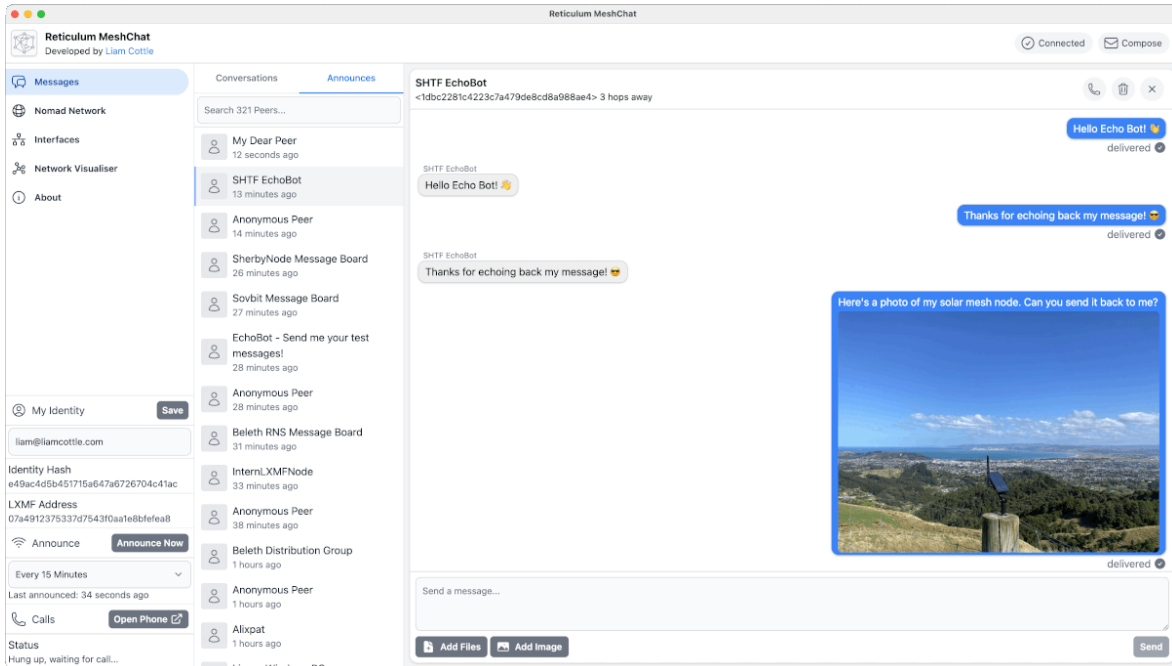 Reticulum MeshChat
Reticulum MeshChat
Developed by Liam Cottle
Connected
Compose
Messages
Nomad Network
Interfaces
Network Visualiser
About
My Identity
Save
liam@liamcottle.com
Identity Hash
e49ac4d5b451715a647a6726704c41ac
LXMF Address
07a4912375337d7543f0aa1e8bfefea8
Announce
Announce Now
Every 15 Minutes
Last announced: 34 seconds ago
Calls
Open Phone
Status
Hung up, waiting for call...
Conversations
Announces
Search 321 Peers...
My Dear Peer
12 seconds ago
SHTF EchoBot
13 minutes ago
Anonymous Peer
14 minutes ago
SherbyNode Message Board
26 minutes ago
Sovbit Message Board
27 minutes ago
EchoBot - Send me your test
messages!
28 minutes ago
Anonymous Peer
28 minutes ago
Beleth RNS Message Board
31 minutes ago
InternLXMFNode
33 minutes ago
Anonymous Peer
38 minutes ago
Beleth Distribution Group
1 hours ago
Anonymous Peer
1 hours ago
Alixpat
1 hours ago
SHTF EchoBot
<1dbc2281c4223c7a479de8cd8a988ae4> 3 hops away
Hello Echo Bot! 👋
delivered
SHTF EchoBot
Hello Echo Bot! 👋
Thanks for echoing back my message! 😎
delivered
SHTF EchoBot
Thanks for echoing back my message! 😎
Here's a photo of my solar mesh node. Can you send it back to me?
delivered
Send a message...
Add Files
Add Image
Send